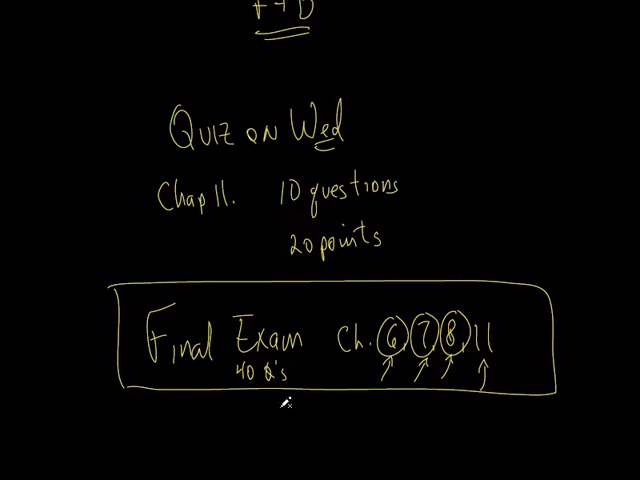 Quiz on Wed
Chap 11. 10 questions
20 points
Final Exam Ch. 6, 7, 8, 11
40 Q's